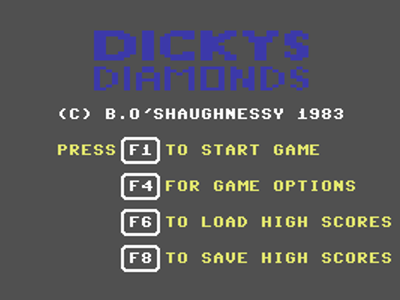 DICKYS
DIAMONDS
(C) B.O'SHAUGHNESSY 1983
PRESS F1 TO START GAME
F4 FOR GAME OPTIONS
F6 TO LOAD HIGH SCORES
F8 TO SAVE HIGH SCORES